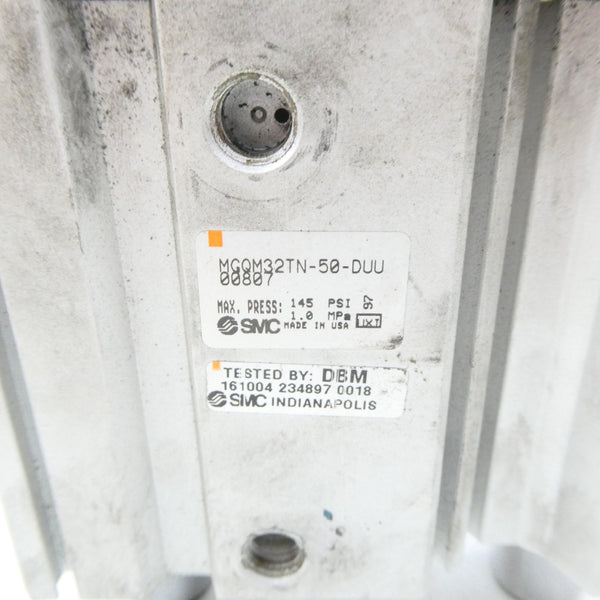 MGQM32TN-50-DUU
00807
MAX. PRESS: 145 PSI 97
1.0 MPa
SMC MADE IN USA
TESTED BY: DBM
161004 234897 0018
SMC INDIANAPOLIS